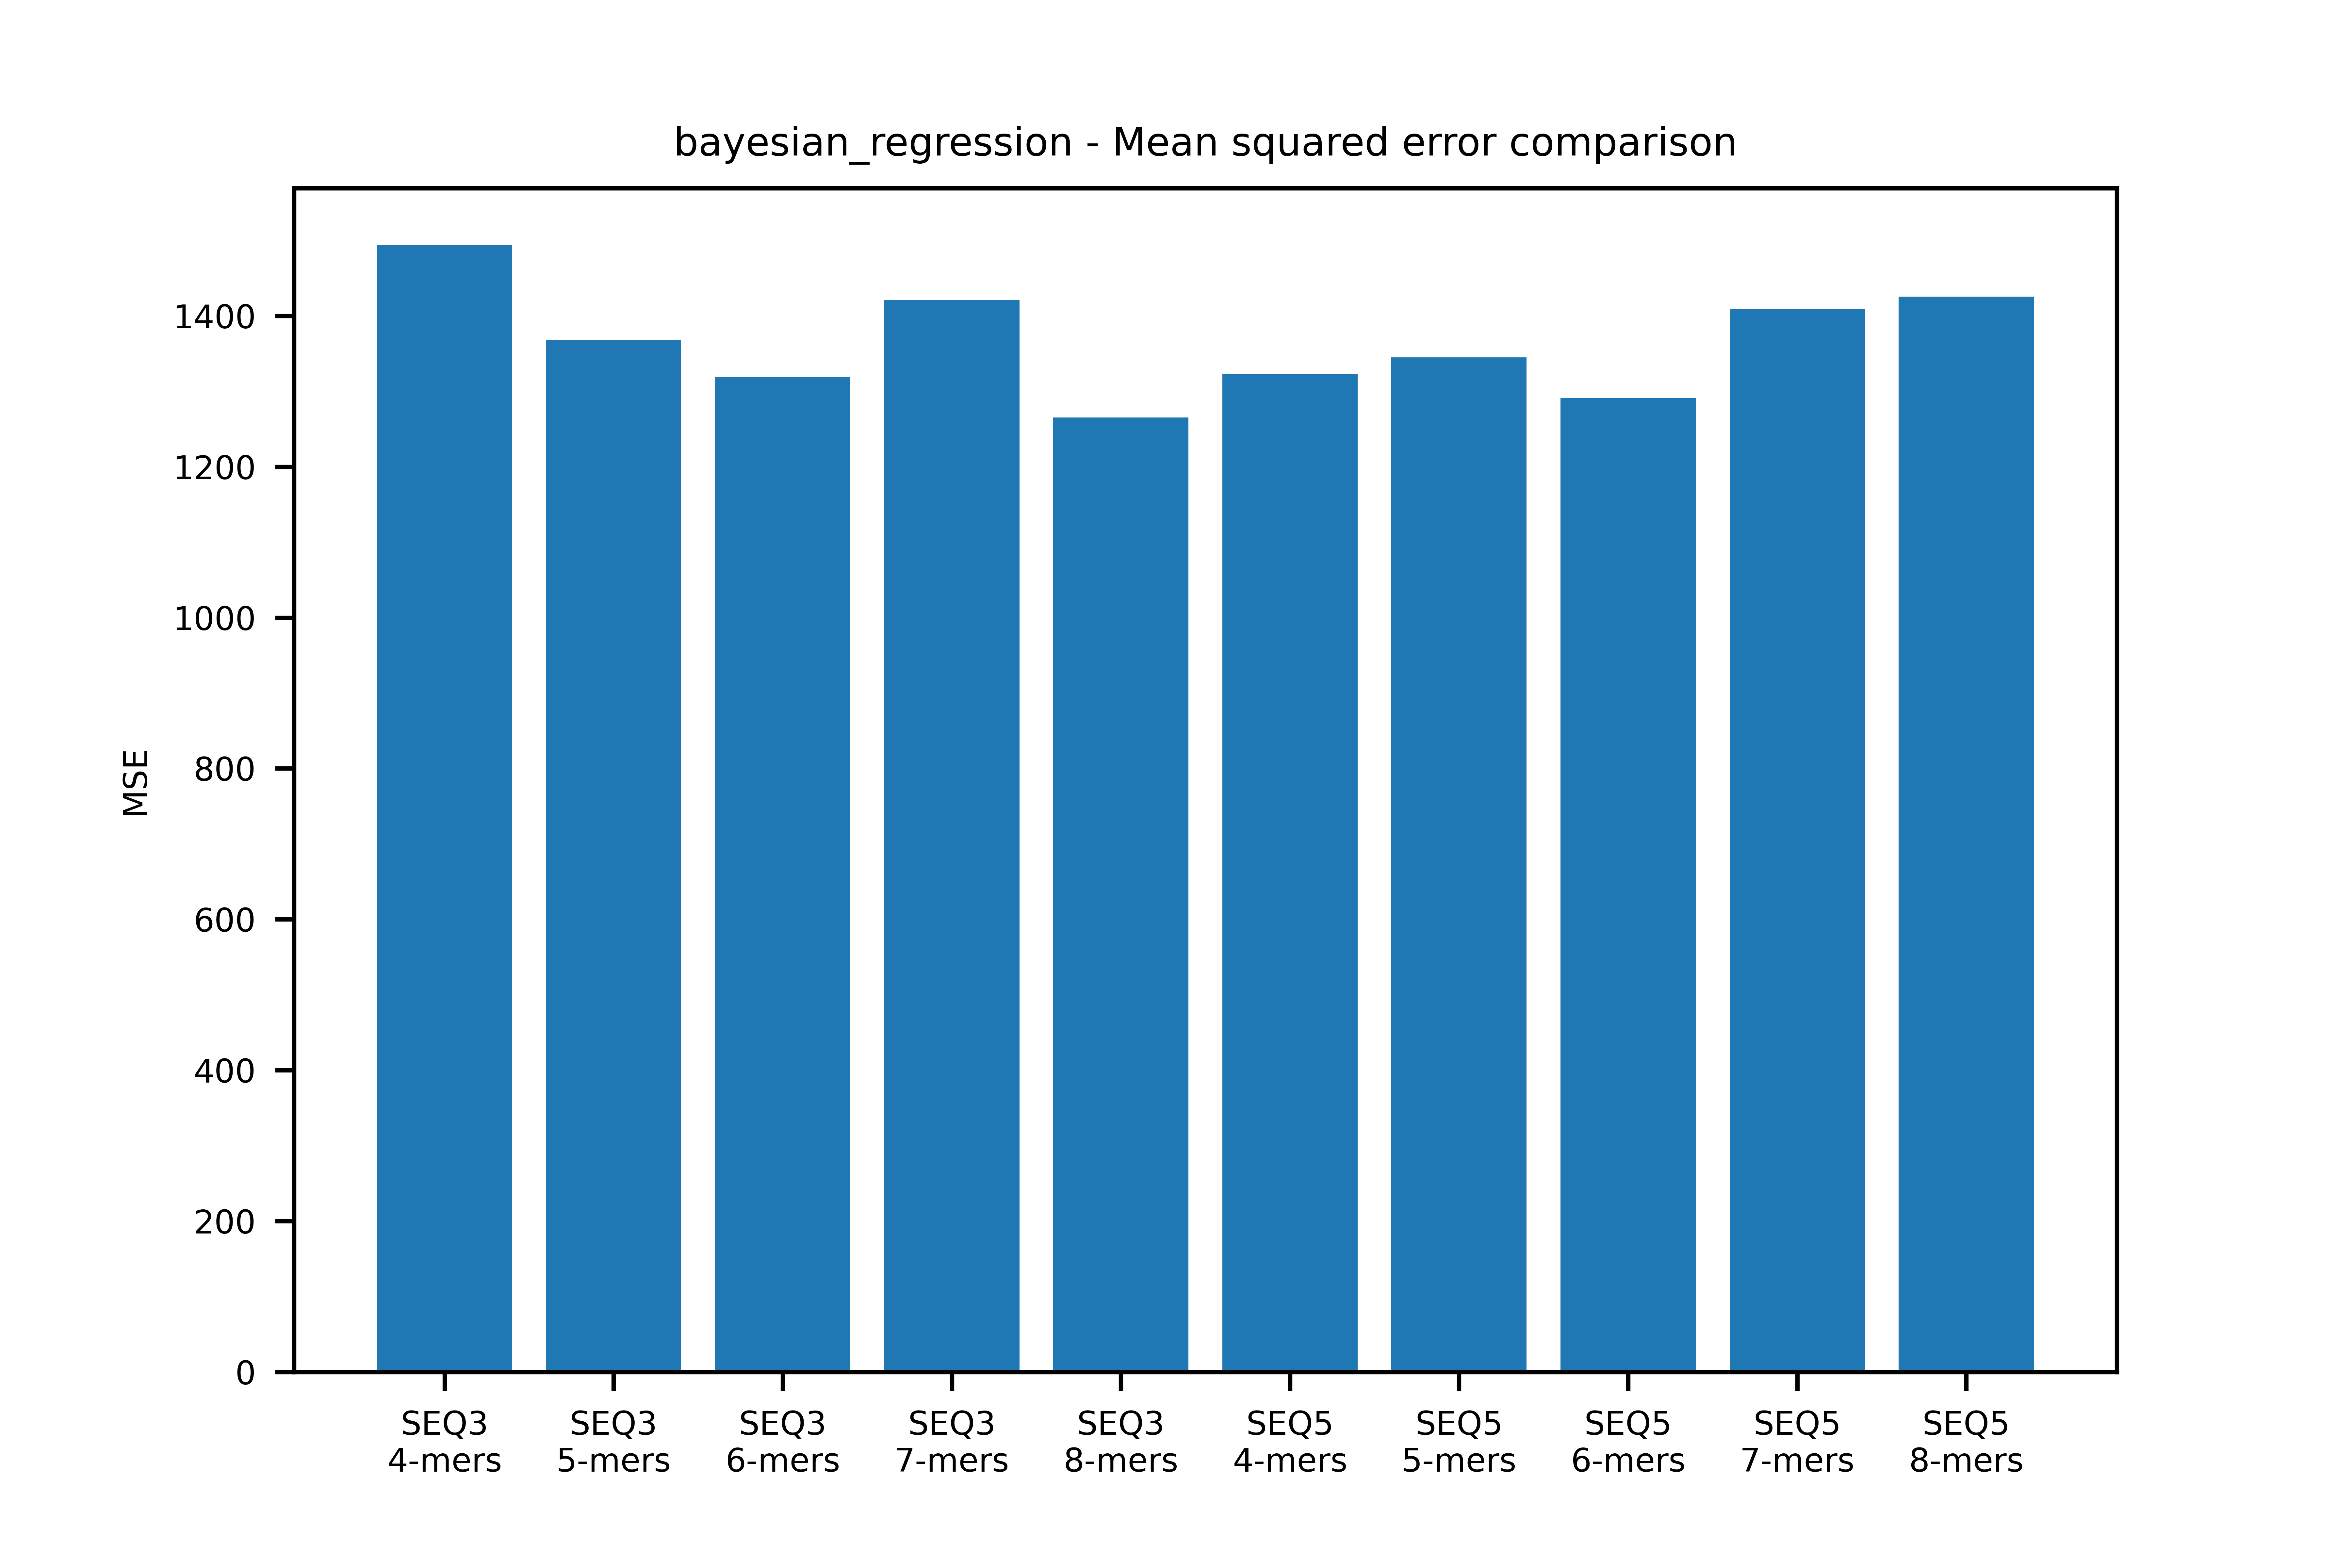 bayesian_regression - Mean squared error comparison
MSE
1400
1200
1000
800
600
400
200
0
SEQ3 SEQ3 SEQ3 SEQ3 SEQ3 SEQ5 SEQ5 SEQ5 SEQ5 SEQ5
4-mers 5-mers 6-mers 7-mers 8-mers 4-mers 5-mers 6-mers 7-mers 8-mers